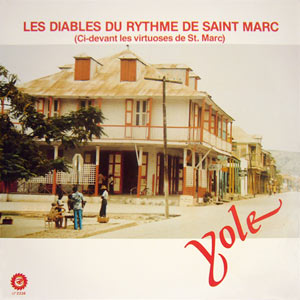 LES DIABLES DU RYTHME DE SAINT MARC
(Ci-devant les virtuoses de St. Marc)
Yole